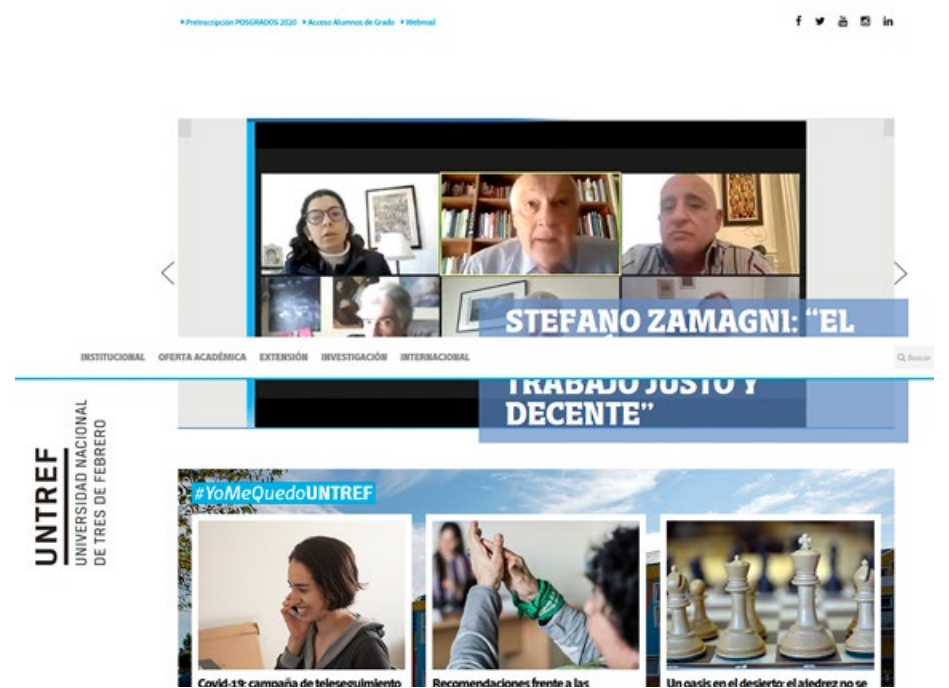 Preinscripción POSGRADOS 2020 Acceso Alumnos de Grado Webmail
STEFANO ZAMAGNI: “EL
INSTITUCIONAL OFERTA ACADÉMICA EXTENSIÓN INVESTIGACIÓN INTERNACIONAL Buscar
TRABAJO JUSTO Y
DECENTE”
UNTREF
UNIVERSIDAD NACIONAL
DE TRES DE FEBRERO
#YoMeQuedoUNTREF
Covid-19: campaña de teleseguimiento
Recomendaciones frente a las
Un oasis en el desierto: el ajedrez no se